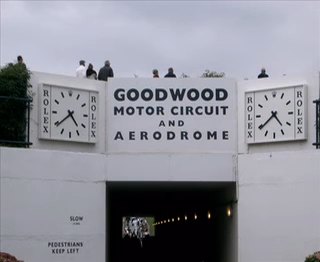 GOODWOOD
MOTOR CIRCUIT
AND
AERODROME
ROLEX
ROLEX
ROLEX
ROLEX
SLOW
PEDESTRIANS
KEEP LEFT